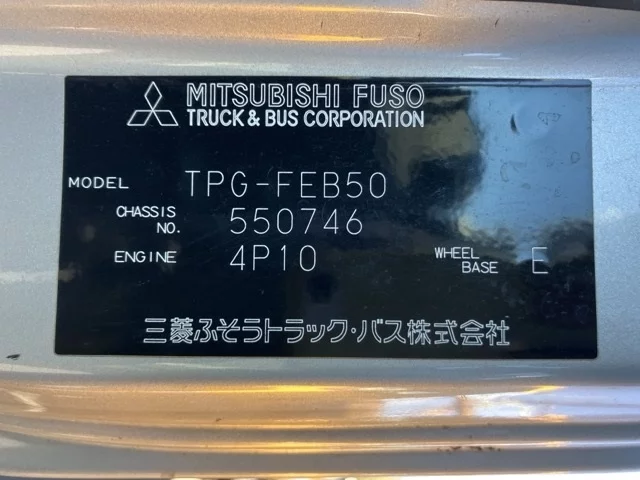 MITSUBISHI FUSO
TRUCK & BUS CORPORATION
MODEL TPG-FEB50
CHASSIS NO. 550746
ENGINE 4P10 WHEEL BASE E
三菱ふそうトラック・バス株式会社